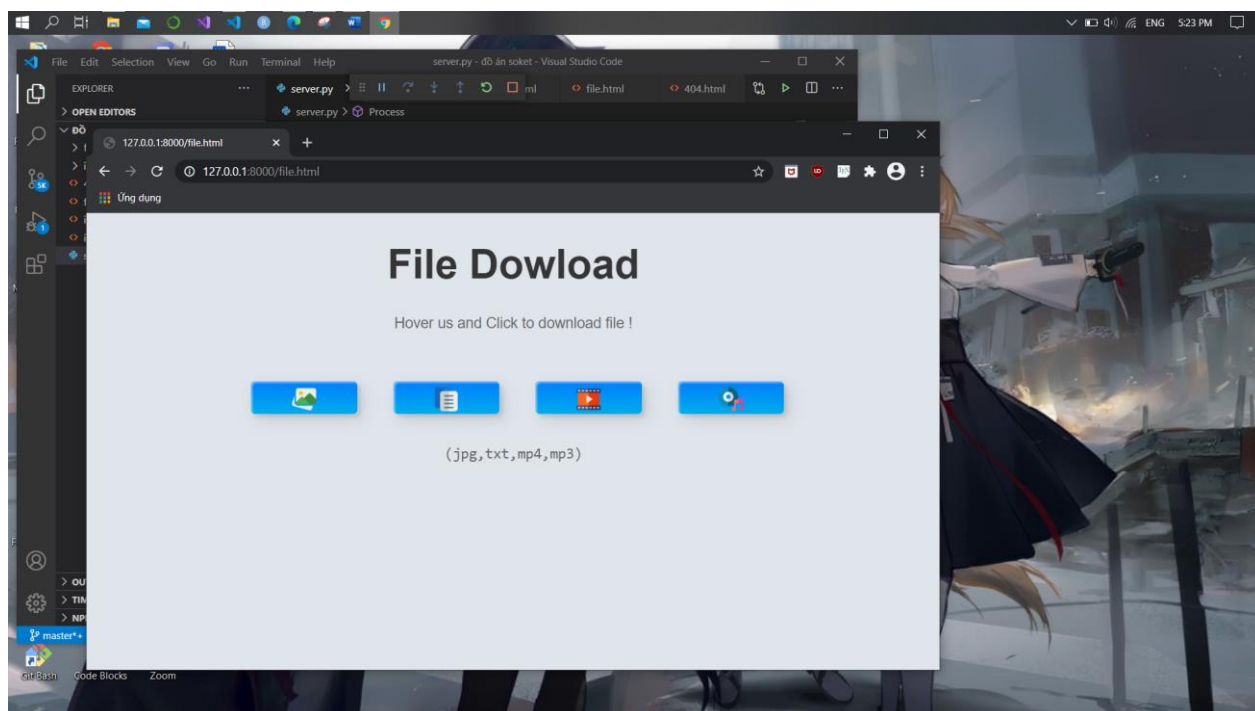 ENG 5:23 PM
File Edit Selection View Go Run Terminal Help server.py - đồ án soket - Visual Studio Code
EXPLORER server.py file.html 404.html
OPEN EDITORS server.py > Process
127.0.0.1:8000/file.html
127.0.0.1:8000/file.html
Ứng dụng
File Dowload
Hover us and Click to download file !
(jpg,txt,mp4,mp3)
master*+
Git Bash Code Blocks Zoom